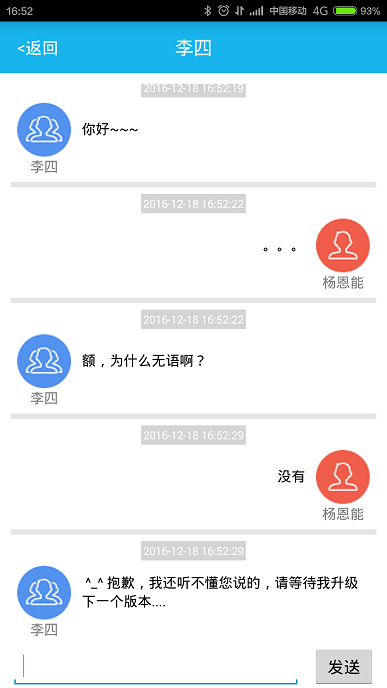 16:52 中国移动 4G 93%
<返回 李四
2016-12-18 16:52:19
你好~~~
李四
2016-12-18 16:52:22
。。。
杨恩能
2016-12-18 16:52:22
额，为什么无语啊？
李四
2016-12-18 16:52:29
没有
杨恩能
2016-12-18 16:52:29
^_^ 抱歉，我还听不懂您说的，请等待我升级
下一个版本....
李四
发送